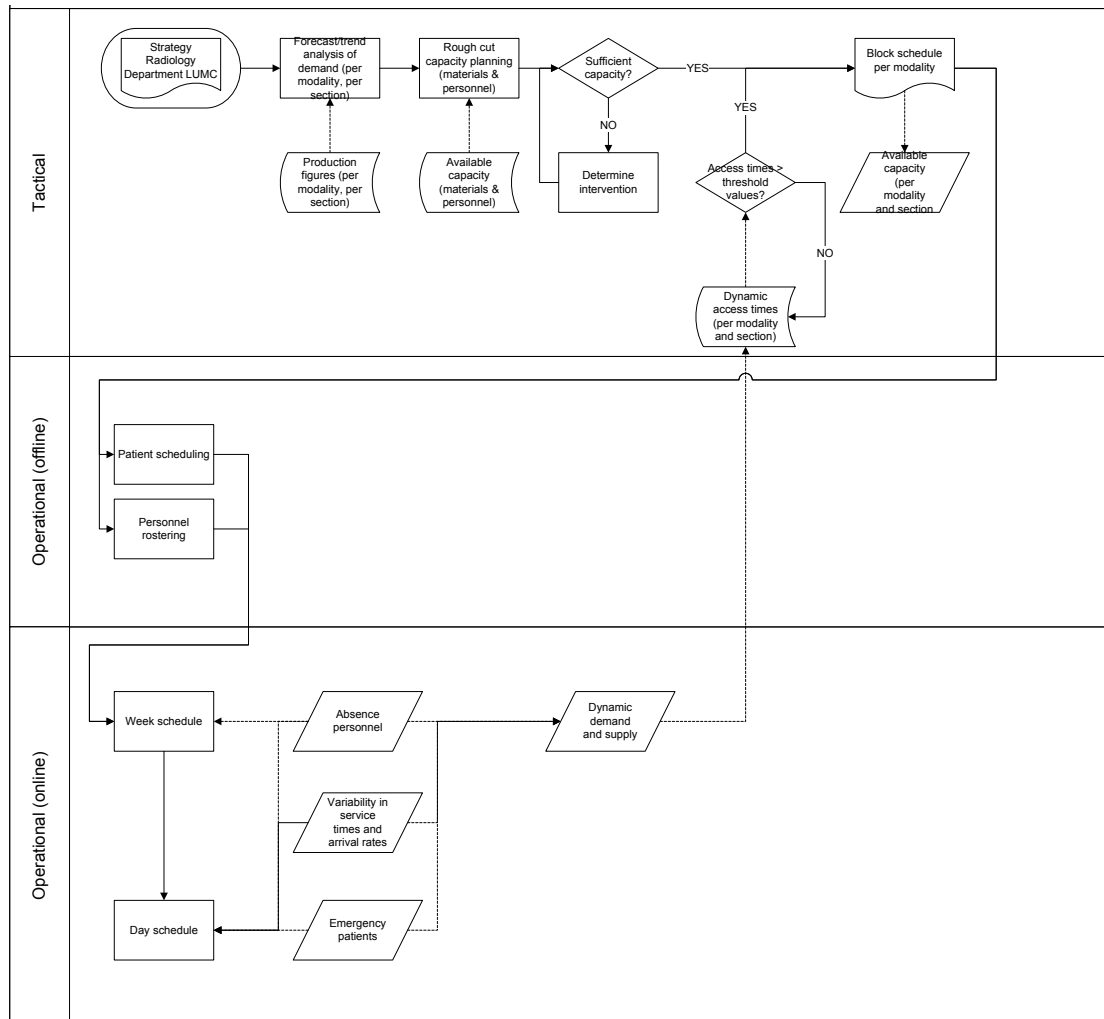 Tactical
Strategy
Radiology
Department LUMC
Forecast/trend
analysis of
demand (per
modality, per
section)
Rough cut
capacity planning
(materials &
personnel)
Sufficient
capacity?
YES
Block schedule
per modality
NO
YES
Production
figures (per
modality, per
section)
Available
capacity
(materials &
personnel)
Determine
intervention
Access times >
threshold
values?
Available
capacity
(per
modality
and section
NO
Dynamic
access times
(per modality
and section)
Operational (offline)
Patient scheduling
Personnel
rostering
Operational (online)
Week schedule
Absence
personnel
Dynamic
demand
and supply
Variability in
service
times and
arrival rates
Day schedule
Emergency
patients